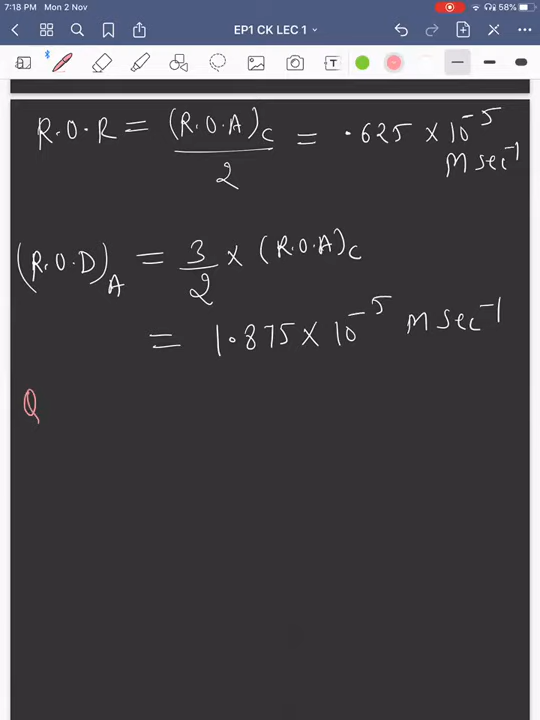 7:18 PM Mon 2 Nov 58%
EP1 CK LEC 1
T
R.O.R = (R.O.A)C / 2 = .625 × 10⁻⁵ M sec⁻¹
(R.O.D)A = 3/2 × (R.O.A)C
= 1.875 × 10⁻⁵ M sec⁻¹
Q